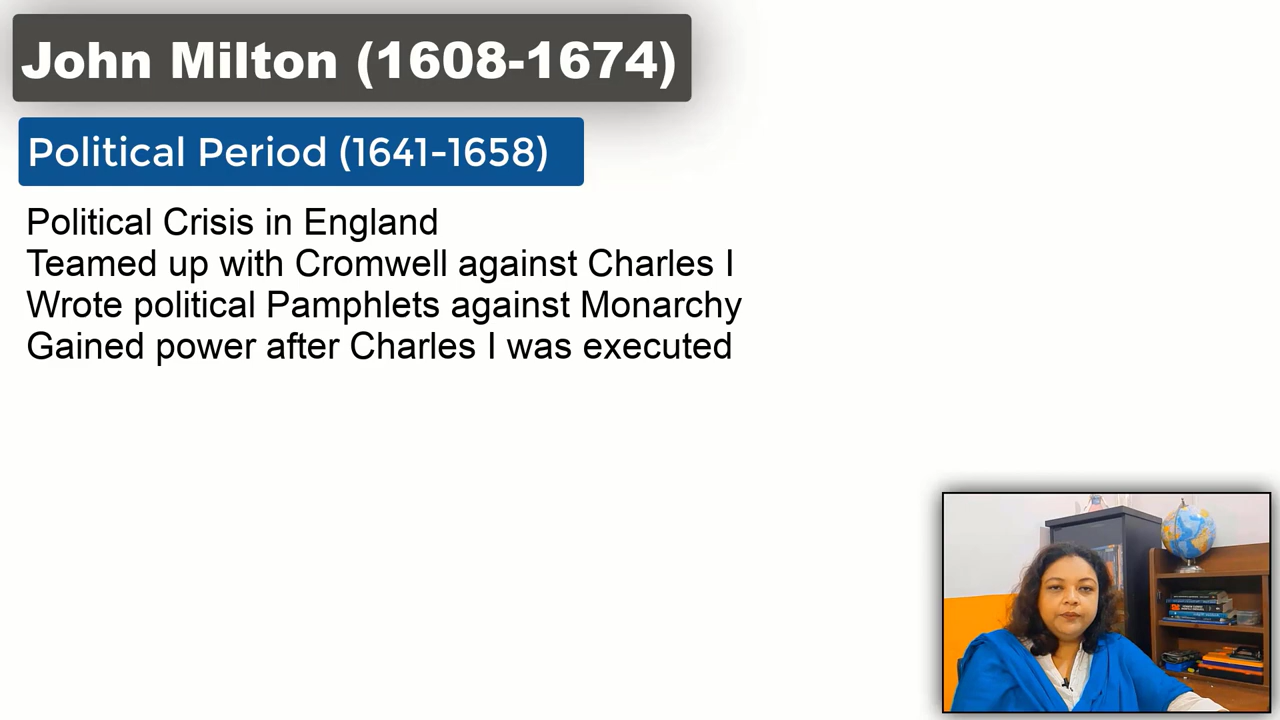 John Milton (1608-1674)
Political Period (1641-1658)
Political Crisis in England
Teamed up with Cromwell against Charles I
Wrote political Pamphlets against Monarchy
Gained power after Charles I was executed